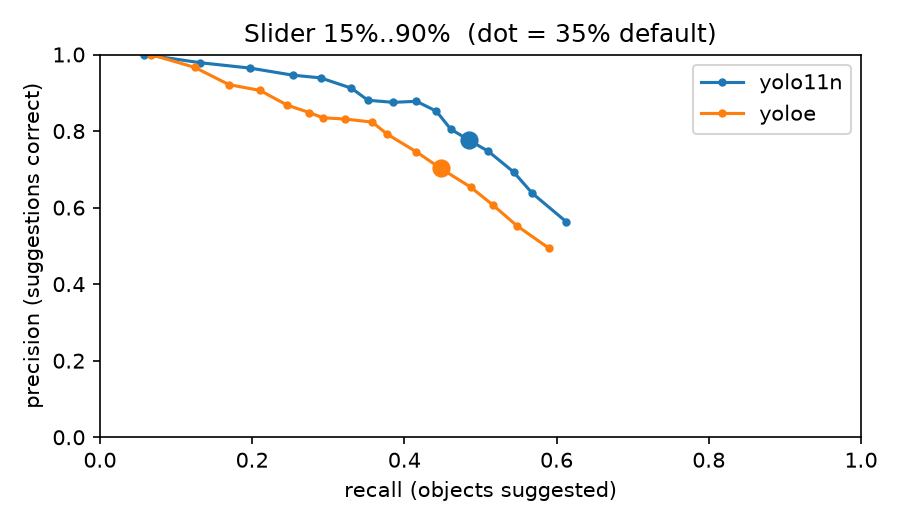 Slider 15%..90%  (dot = 35% default)
yolo11n
yoloe
precision (suggestions correct)
1.0
0.8
0.6
0.4
0.2
0.0
0.0 0.2 0.4 0.6 0.8 1.0
recall (objects suggested)